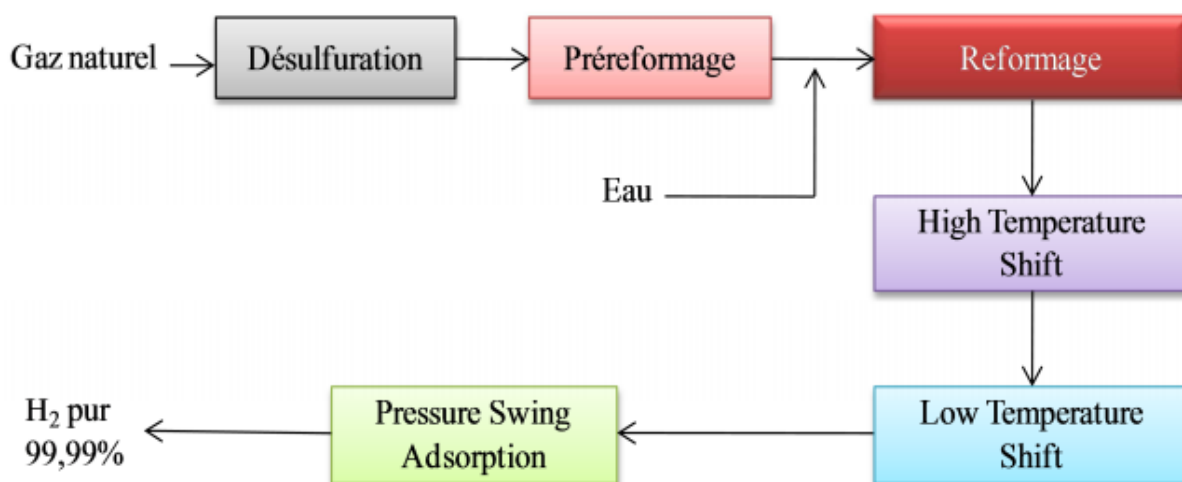 Gaz naturel
Désulfuration
Préreformage
Reformage
Eau
High Temperature
Shift
Low Temperature
Shift
Pressure Swing
Adsorption
H₂ pur
99,99%